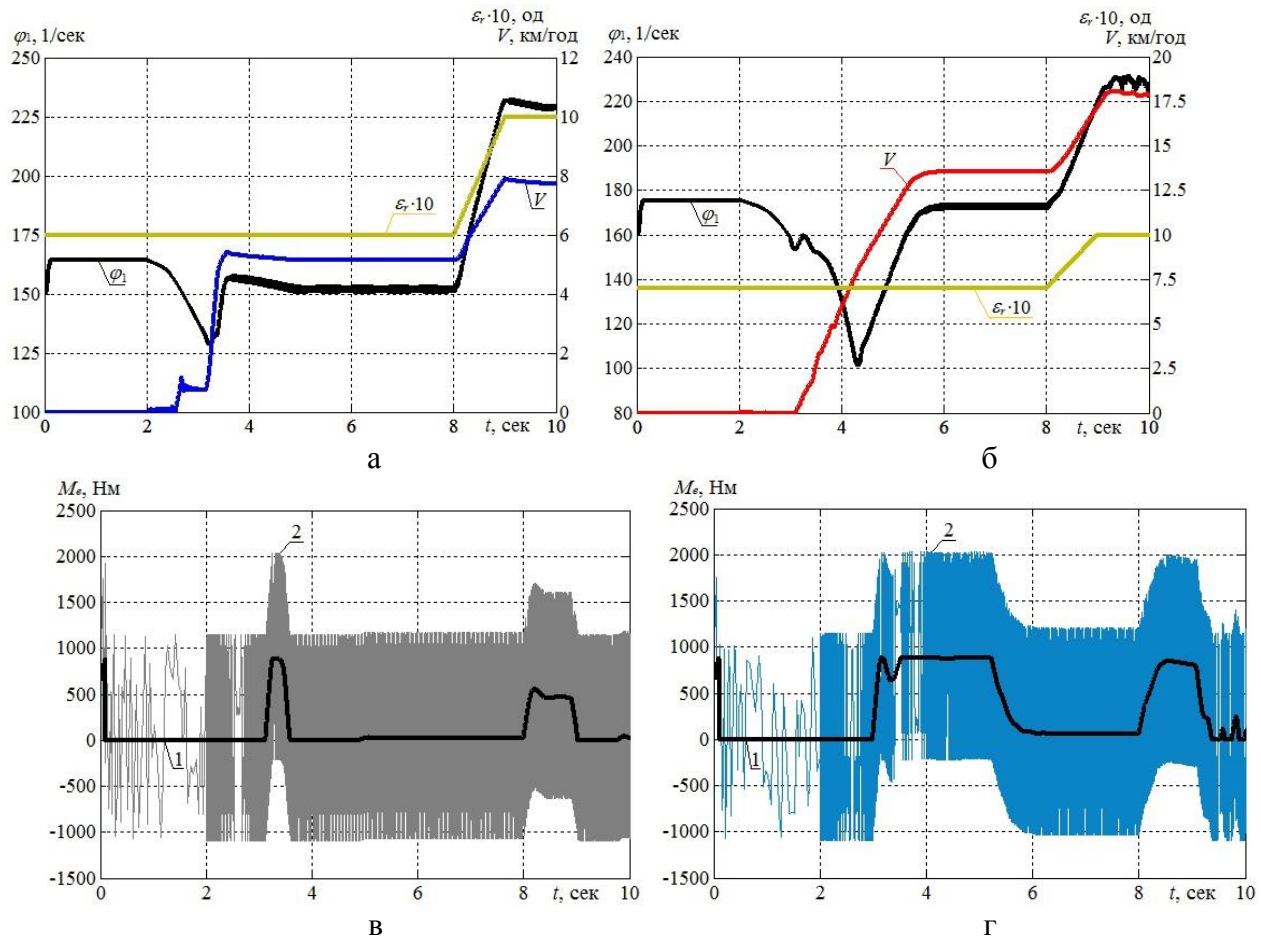 εᵣ·10, од
φ₁, 1/сек V, км/год
250 12
225 10
200 8
175 6
150 4
125 2
100 0
0 2 4 6 8 t, сек 10
εᵣ·10
V
φ₁
а
εᵣ·10, од
φ₁, 1/сек V, км/год
240 20
220 17.5
200 15
180 12.5
160 10
140 7.5
120 5
100 2.5
80 0
0 2 4 6 8 t, сек 10
V
φ₁
εᵣ·10
б
Mₑ, Нм
2500
2000
1500
1000
500
0
-500
-1000
-1500
0 2 4 6 8 t, сек 10
2
1
в
Mₑ, Нм
2500
2000
1500
1000
500
0
-500
-1000
-1500
0 2 4 6 8 t, сек 10
2
1
г